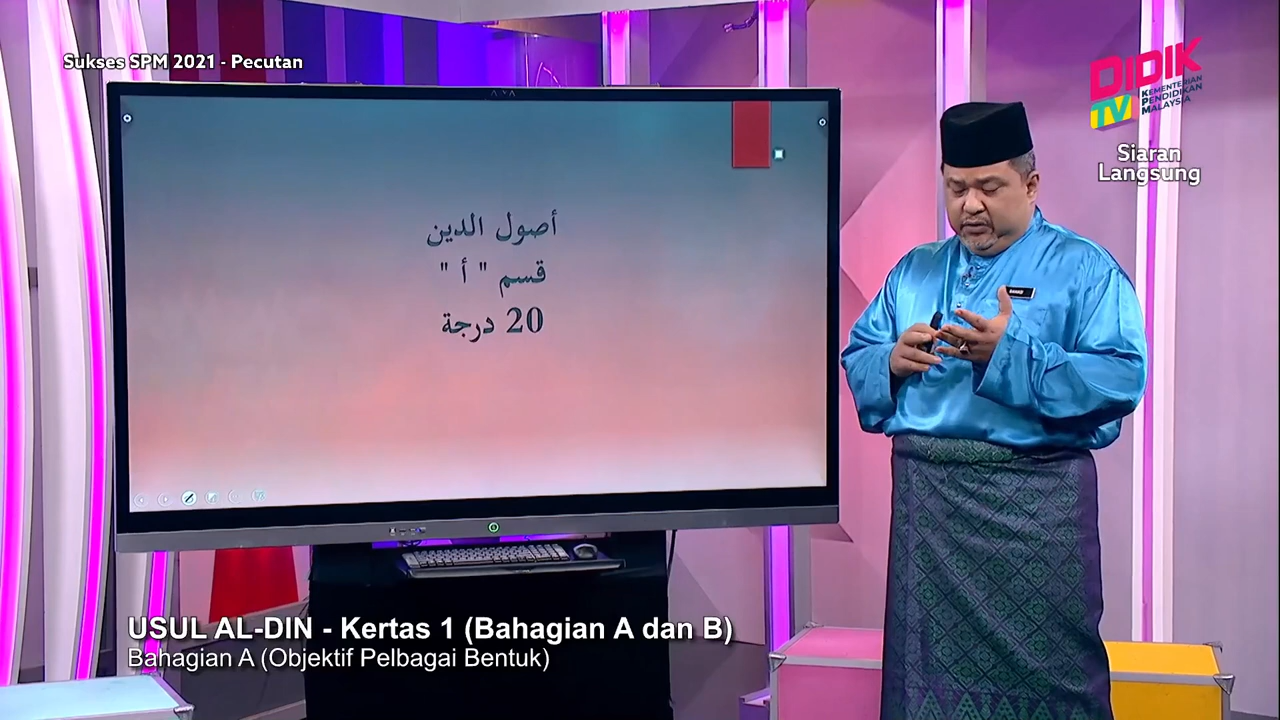 Sukses SPM 2021 - Pecutan
DIDIK
TV
KEMENTERIAN
PENDIDIKAN
MALAYSIA
Siaran
Langsung
أصول الدين
قسم " أ "
20 درجة
USUL AL-DIN - Kertas 1 (Bahagian A dan B)
Bahagian A (Objektif Pelbagai Bentuk)